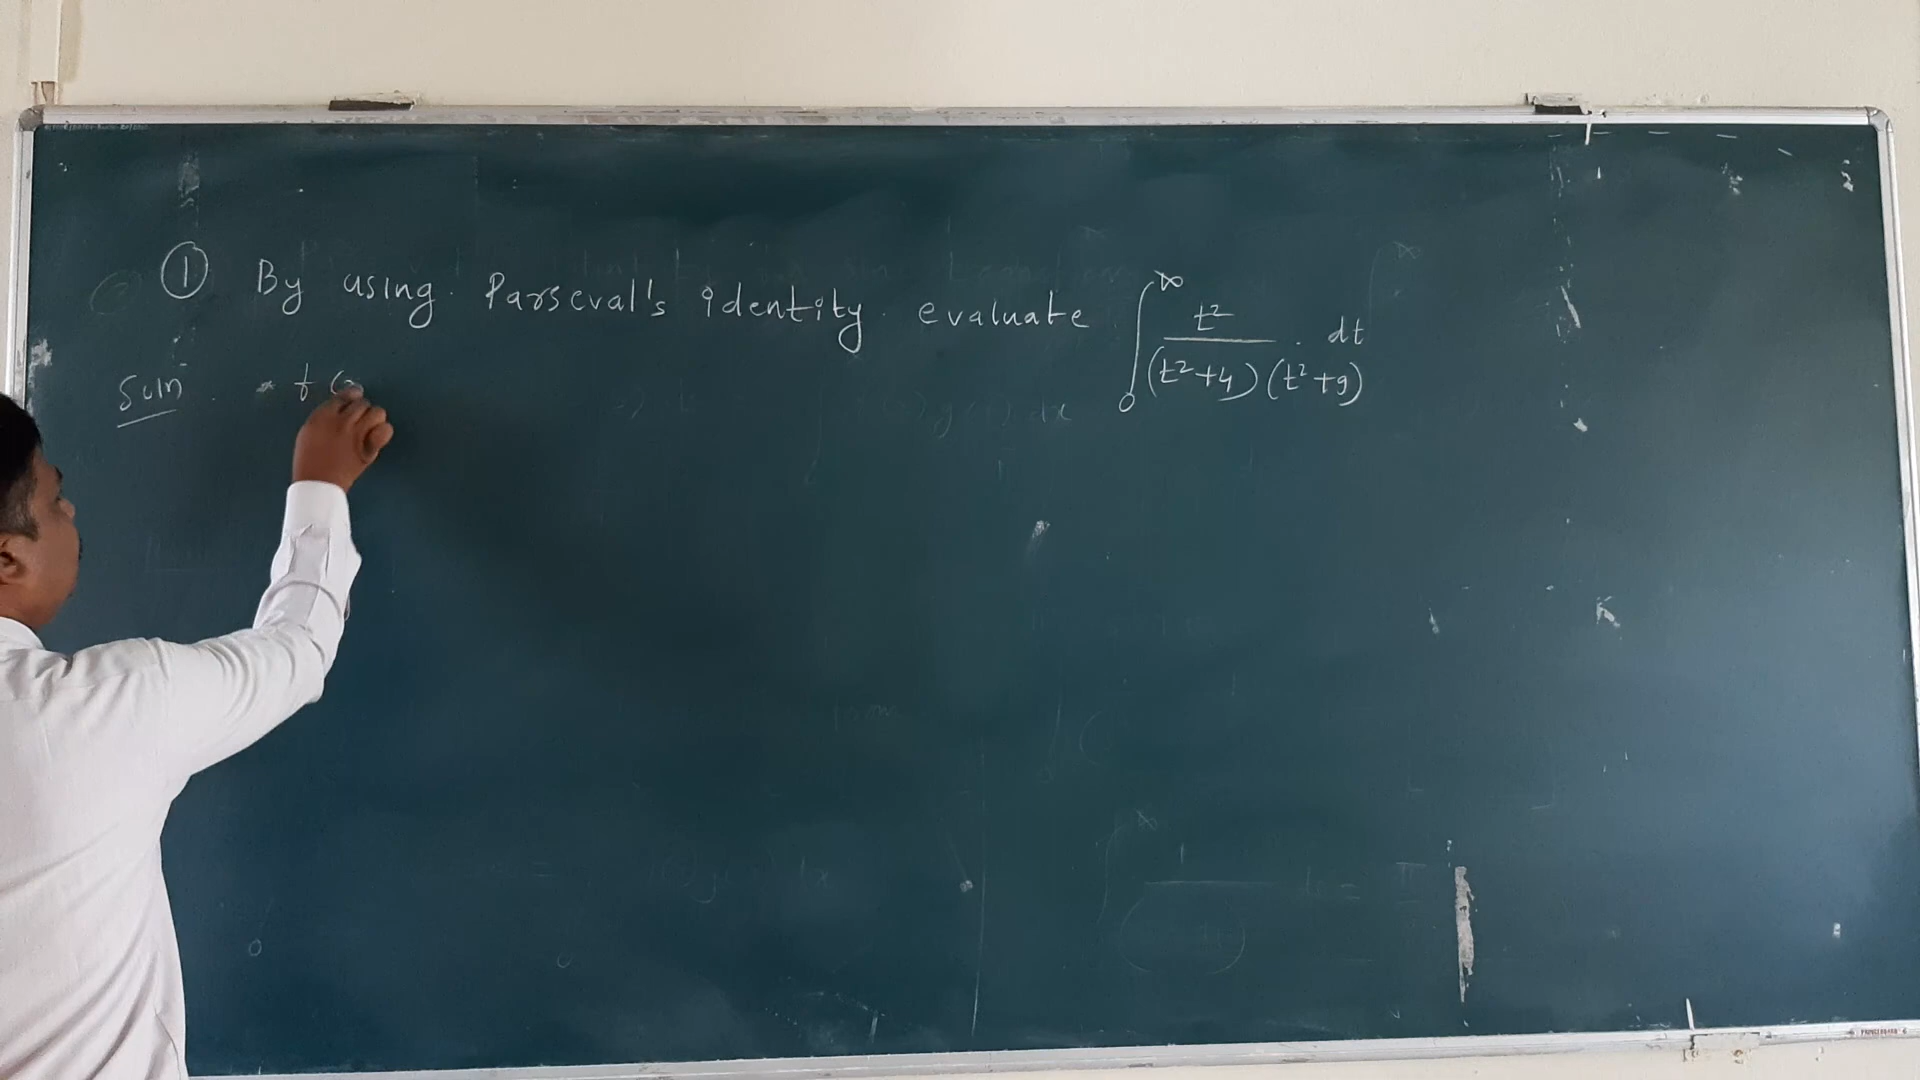 ① By using Parseval's identity evaluate ∫₀^∞ t²/((t²+4)(t²+9)) . dt
Soln . f(